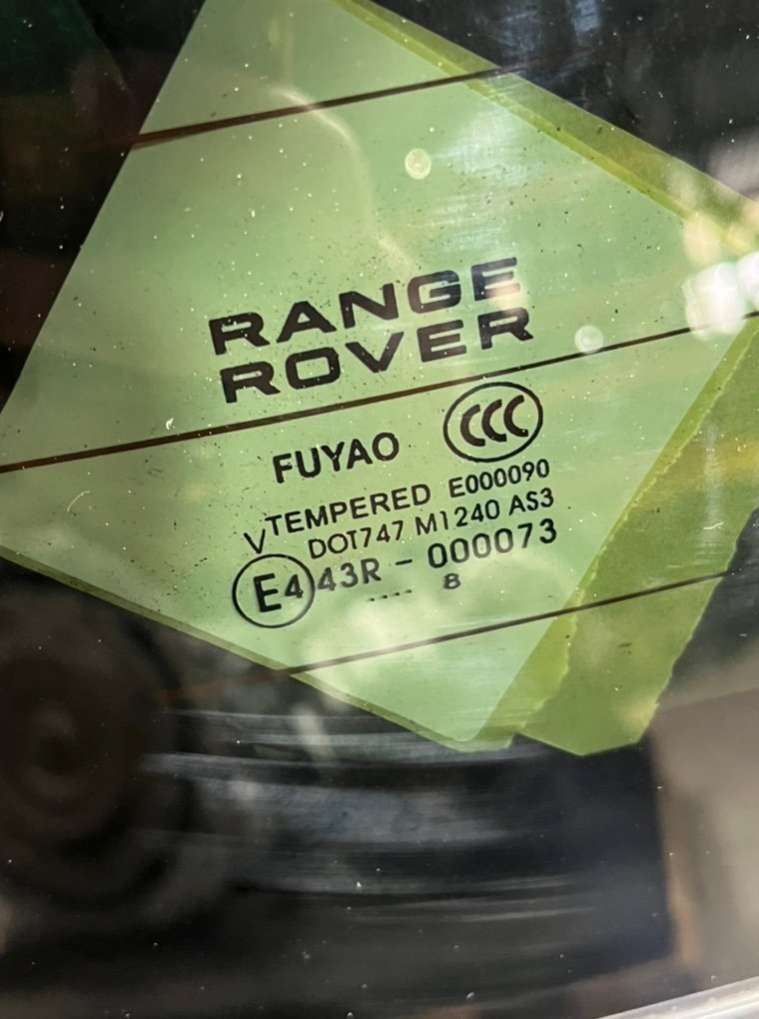 RANGE
ROVER
FUYAO CCC
TEMPERED E000090
V DOT747 M1240 AS3
E4 43R - 000073
.... 8